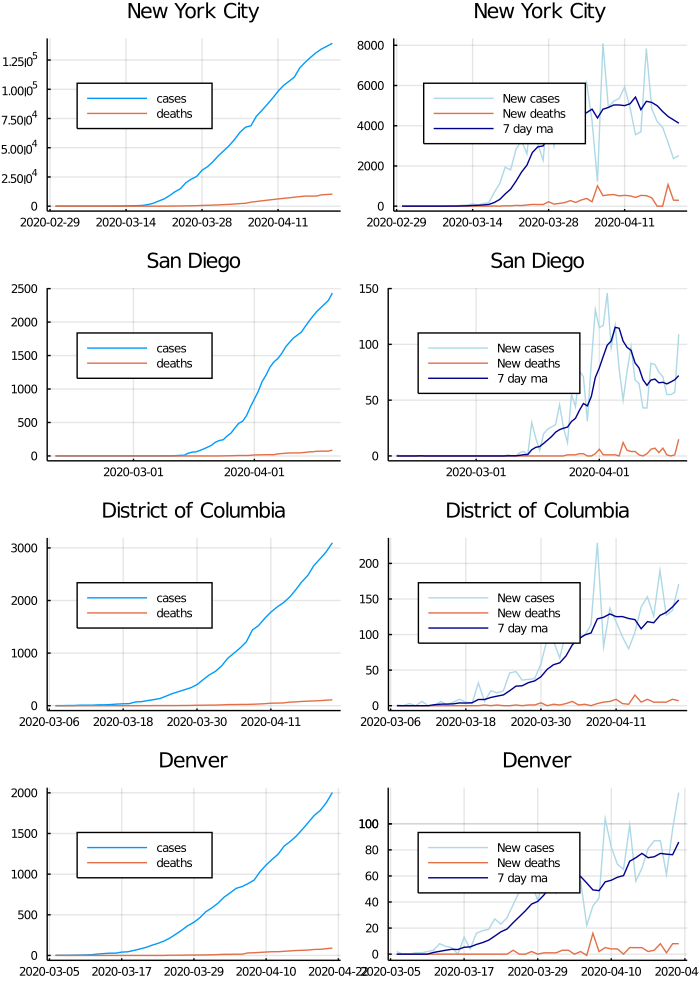 New York City
New York City
1.25×10^5
1.00×10^5
7.50×10^4
5.00×10^4
2.50×10^4
0
cases
deaths
2020-02-29 2020-03-14 2020-03-28 2020-04-11
8000
6000
4000
2000
0
New cases
New deaths
7 day ma
2020-02-29 2020-03-14 2020-03-28 2020-04-11
San Diego
San Diego
2500
2000
1500
1000
500
0
cases
deaths
2020-03-01 2020-04-01
150
100
50
0
New cases
New deaths
7 day ma
2020-03-01 2020-04-01
District of Columbia
District of Columbia
3000
2000
1000
0
cases
deaths
2020-03-06 2020-03-18 2020-03-30 2020-04-11
200
150
100
50
0
New cases
New deaths
7 day ma
2020-03-06 2020-03-18 2020-03-30 2020-04-11
Denver
Denver
2000
1500
1000
500
0
cases
deaths
2020-03-05 2020-03-17 2020-03-29 2020-04-10 2020-04-22
100
80
60
40
20
0
New cases
New deaths
7 day ma
2020-03-05 2020-03-17 2020-03-29 2020-04-10 2020-04